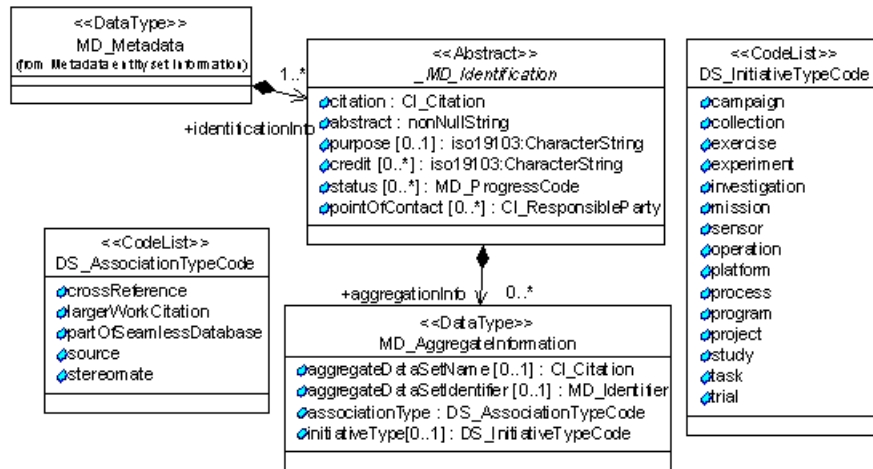 <<DataType>>
MD_Metadata
(from Metadata entity set information)
1..*
+identificationInfo
<<Abstract>>
_MD_Identification
citation : CI_Citation
abstract : nonNullString
purpose [0..1] : iso19103:CharacterString
credit [0..*] : iso19103:CharacterString
status [0..*] : MD_ProgressCode
pointOfContact [0..*] : CI_ResponsibleParty
<<CodeList>>
DS_InitiativeTypeCode
campaign
collection
exercise
experiment
investigation
mission
sensor
operation
platform
process
program
project
study
task
trial
<<CodeList>>
DS_AssociationTypeCode
crossReference
largerWorkCitation
partOfSeamlessDatabase
source
stereomate
+aggregationInfo
0..*
<<DataType>>
MD_AggregateInformation
aggregateDataSetName [0..1] : CI_Citation
aggregateDataSetIdentifier [0..1] : MD_Identifier
associationType : DS_AssociationTypeCode
initiativeType[0..1] : DS_InitiativeTypeCode